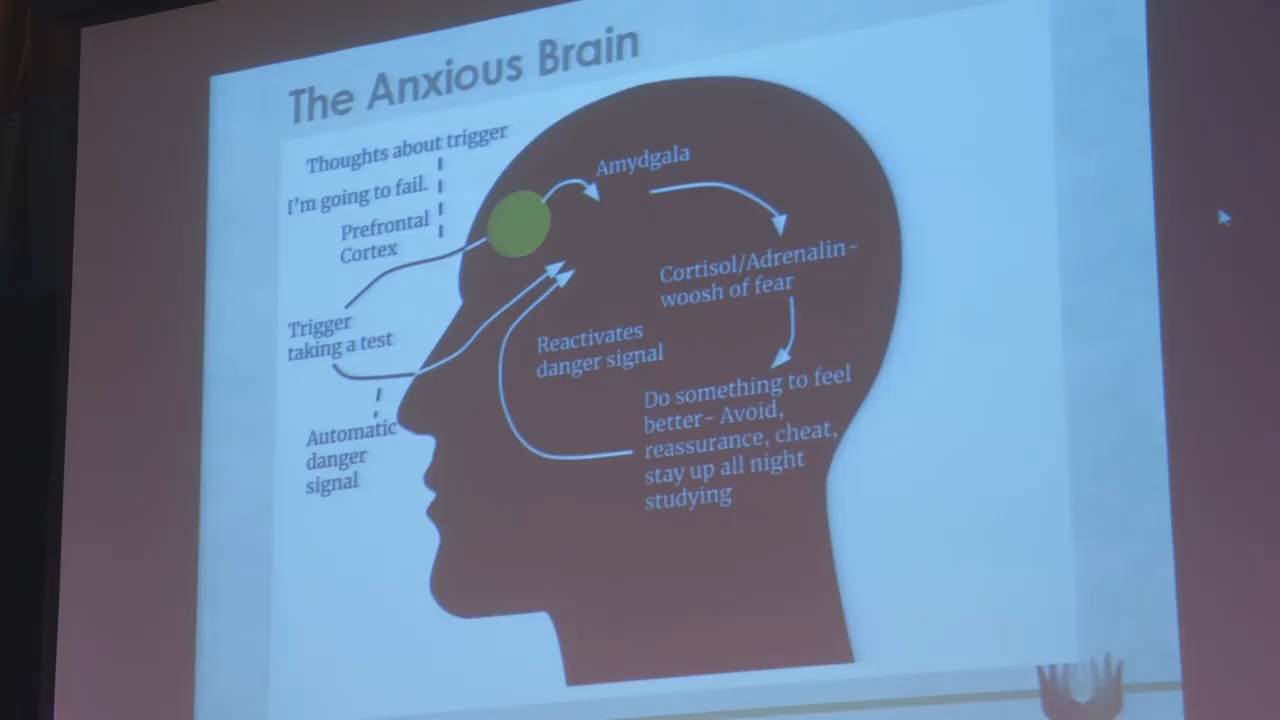 The Anxious Brain
Thoughts about trigger
I'm going to fail.
Prefrontal
Cortex
Trigger
taking a test
Automatic
danger
signal
Amydgala
Cortisol/Adrenalin-
woosh of fear
Reactivates
danger signal
Do something to feel
better- Avoid,
reassurance, cheat,
stay up all night
studying